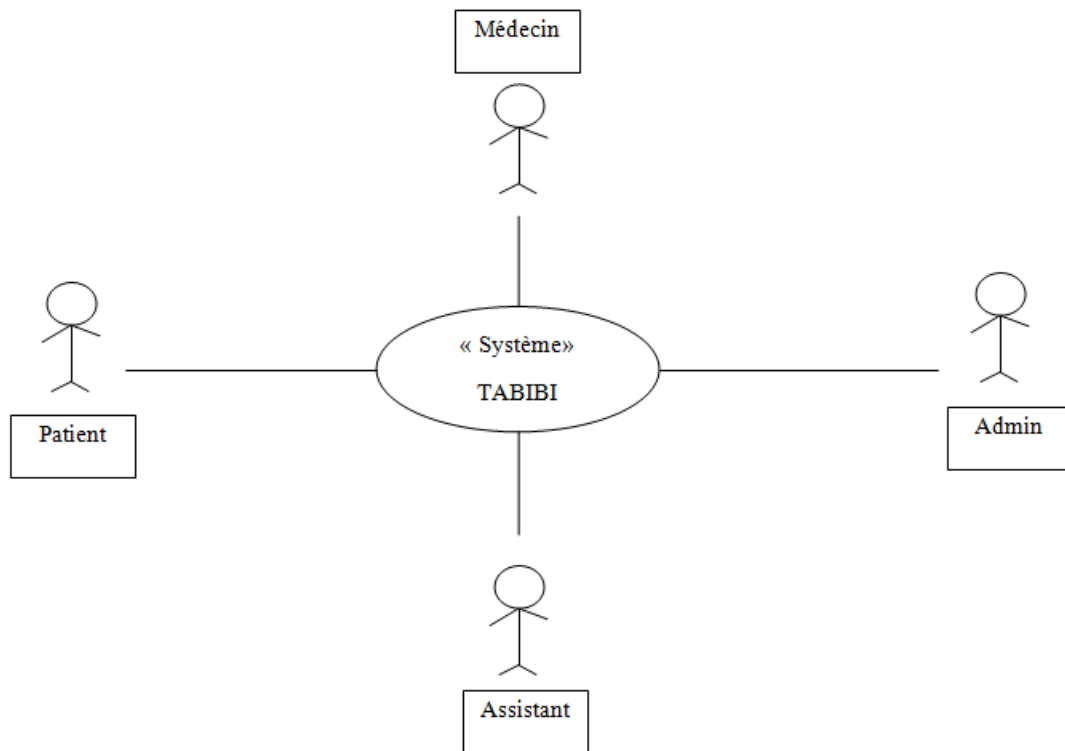 Médecin
« Système»
TABIBI
Patient
Admin
Assistant